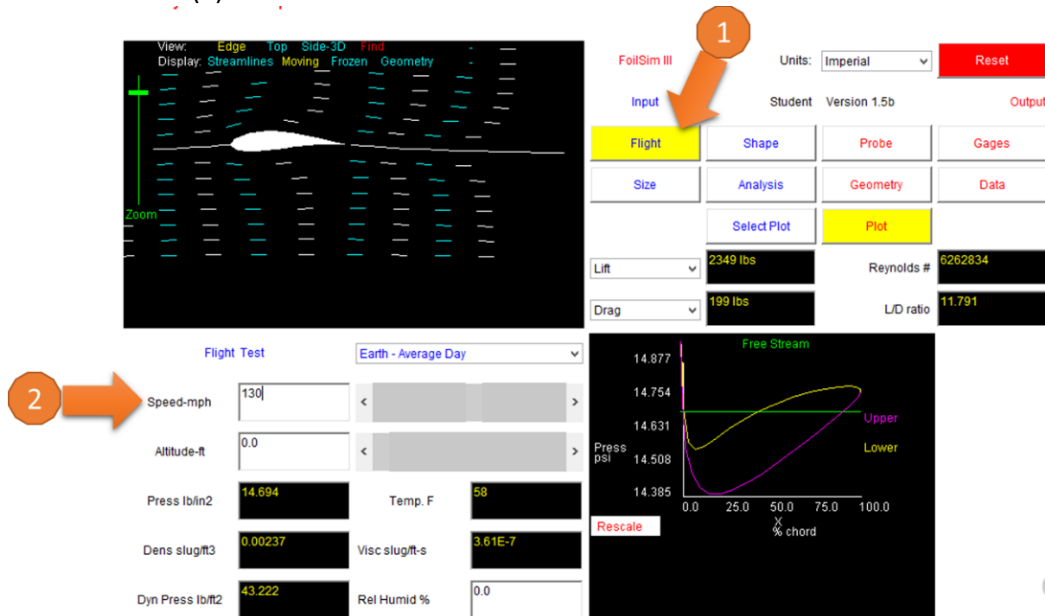 1
View: Edge Top Side-3D Find
Display: Streamlines Moving Frozen Geometry
Zoom
FoilSim III Units: Imperial Reset
Input Student Version 1.5b Output
Flight Shape Probe Gages
Size Analysis Geometry Data
Select Plot Plot
Lift 2349 lbs Reynolds # 6262834
Drag 199 lbs L/D ratio 11.791
Flight Test Earth - Average Day
2
Speed-mph 130 < >
Altitude-ft 0.0 < >
Press lb/in2 14.694 Temp. F 58
Dens slug/ft3 0.00237 Visc slug/ft-s 3.61E-7
Dyn Press lb/ft2 43.222 Rel Humid % 0.0
Free Stream
14.877
14.754
14.631
Upper
Press
psi
Lower
14.508
14.385
0.0 25.0 50.0 75.0 100.0
X
% chord
Rescale